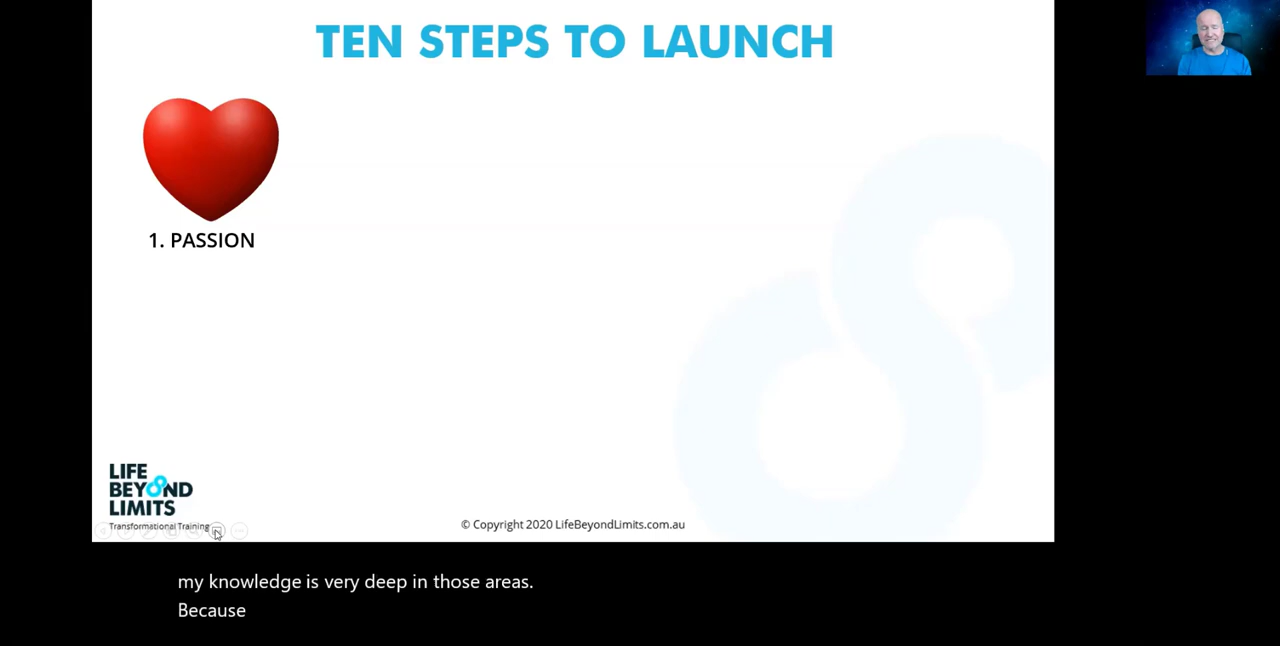 TEN STEPS TO LAUNCH
1. PASSION
LIFE
BEYOND
LIMITS
Transformational Training
© Copyright 2020 LifeBeyondLimits.com.au
my knowledge is very deep in those areas.
Because